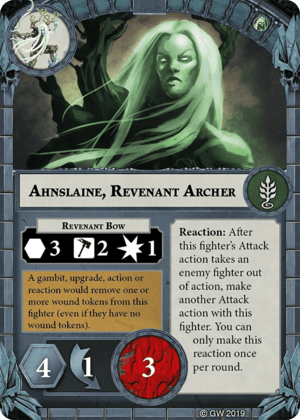 AHNSLAINE, REVENANT ARCHER
REVENANT BOW
3 2 1
A gambit, upgrade, action or
reaction would remove one or
more wound tokens from this
fighter (even if they have no
wound tokens).
Reaction: After
this fighter's Attack
action takes an
enemy fighter out
of action, make
another Attack
action with this
fighter. You can
only make this
reaction once
per round.
4 1 3
© GW 2019